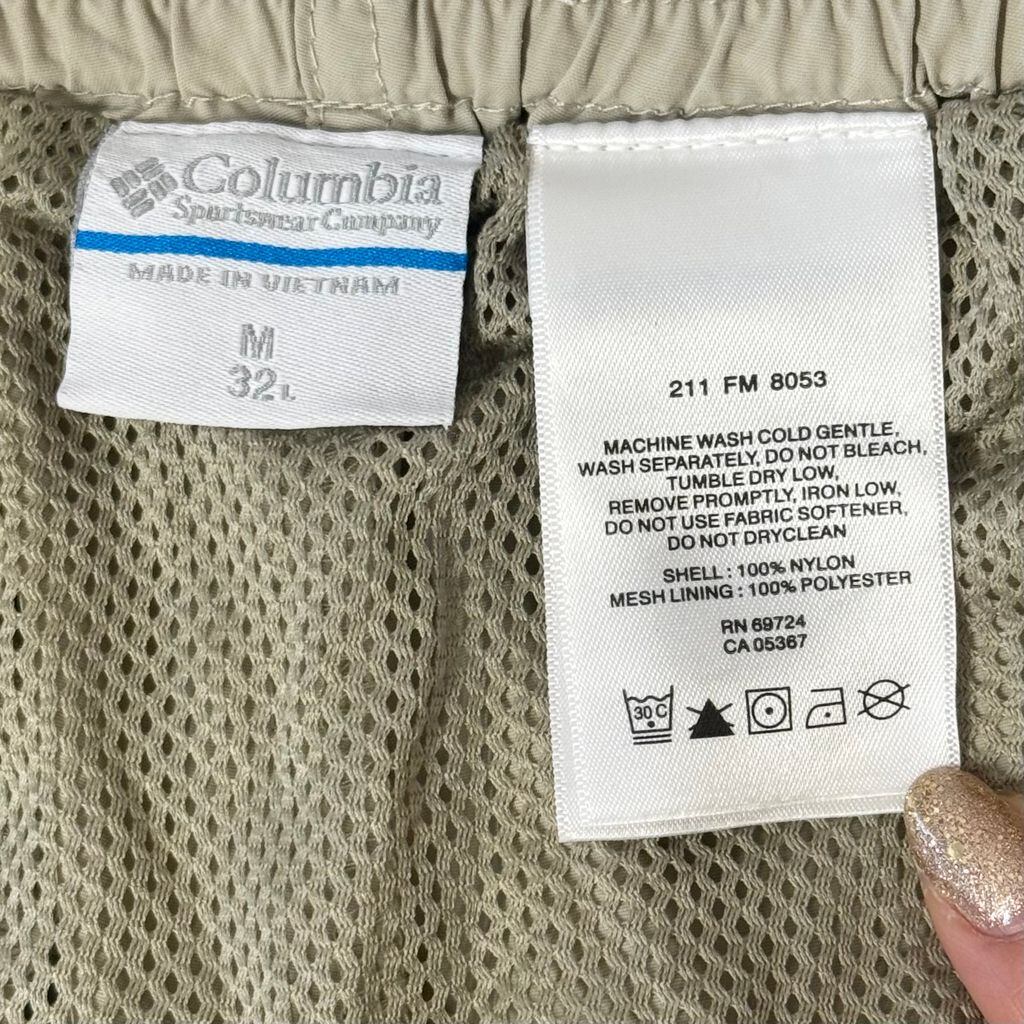 Columbia
Sportswear Company
MADE IN VIETNAM
M
32L
211 FM 8053
MACHINE WASH COLD GENTLE,
WASH SEPARATELY, DO NOT BLEACH,
TUMBLE DRY LOW,
REMOVE PROMPTLY, IRON LOW,
DO NOT USE FABRIC SOFTENER,
DO NOT DRYCLEAN
SHELL : 100% NYLON
MESH LINING : 100% POLYESTER
RN 69724
CA 05367
30 C